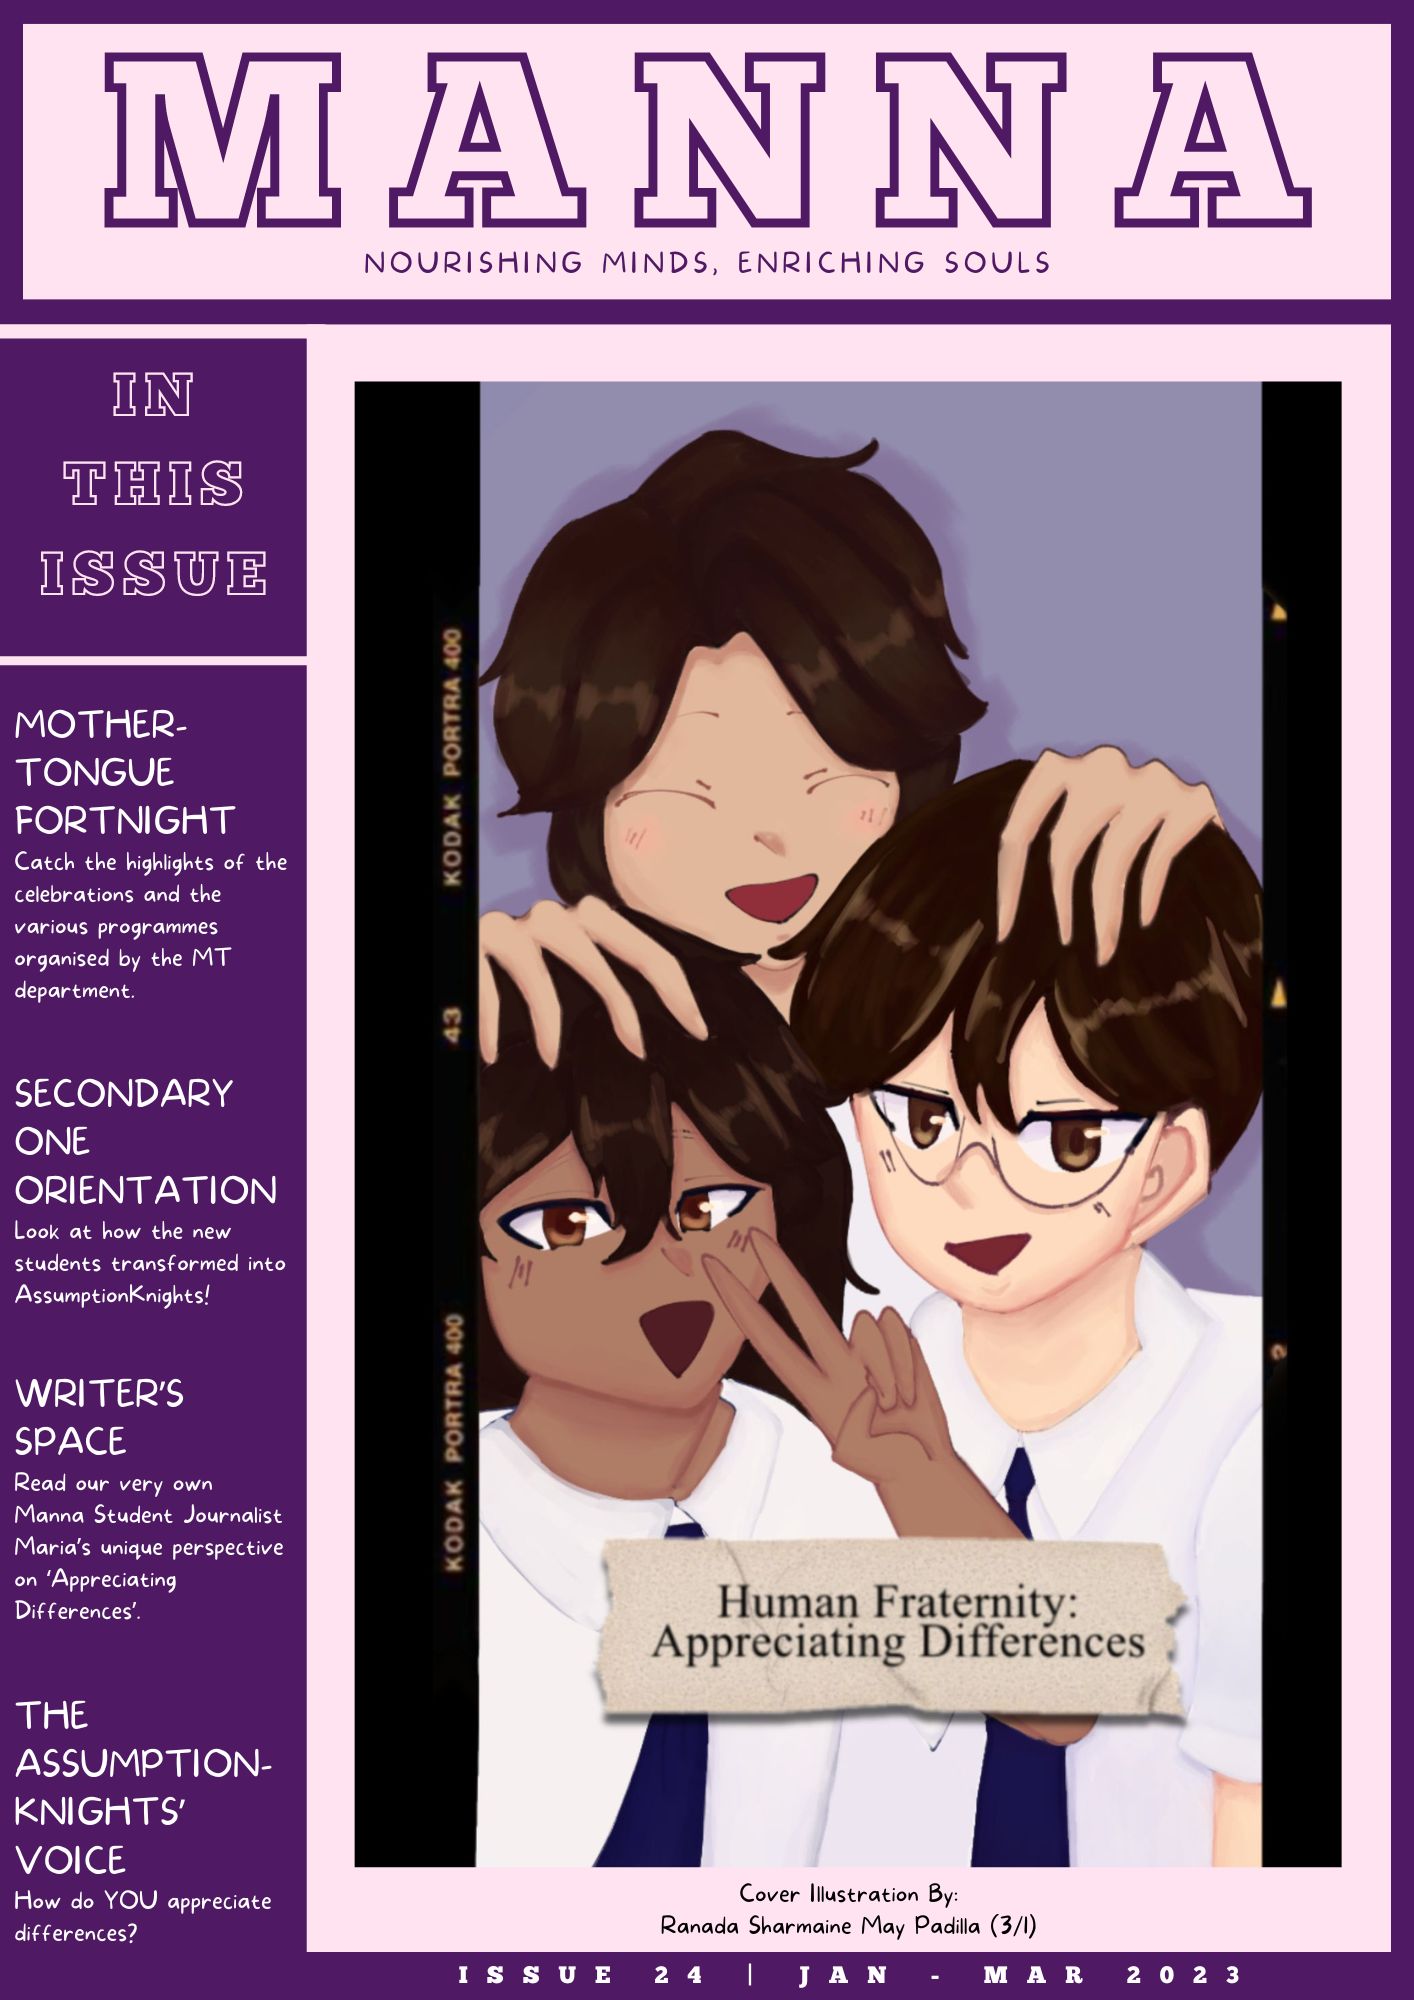 MANNA
NOURISHING MINDS, ENRICHING SOULS
IN
THIS
ISSUE
MOTHER-
TONGUE
FORTNIGHT
Catch the highlights of the
celebrations and the
various programmes
organised by the MT
department.
SECONDARY
ONE
ORIENTATION
Look at how the new
students transformed into
AssumptionKnights!
WRITER'S
SPACE
Read our very own
Manna Student Journalist
Maria's unique perspective
on 'Appreciating
Differences'.
THE
ASSUMPTION-
KNIGHTS'
VOICE
How do YOU appreciate
differences?
KODAK PORTRA 400
43
KODAK PORTRA 400
2
Human Fraternity:
Appreciating Differences
Cover Illustration By:
Ranada Sharmaine May Padilla (3/1)
ISSUE 24 | JAN - MAR 2023